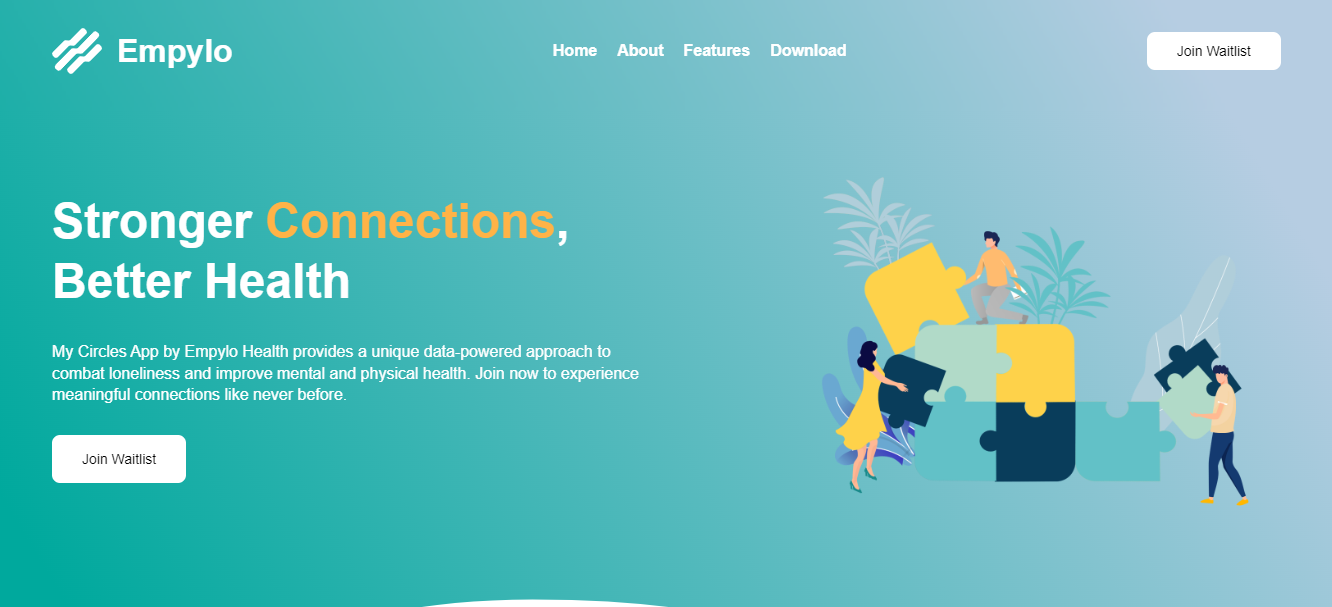 Empylo
Home About Features Download
Join Waitlist
Stronger Connections,
Better Health
My Circles App by Empylo Health provides a unique data-powered approach to
combat loneliness and improve mental and physical health. Join now to experience
meaningful connections like never before.
Join Waitlist